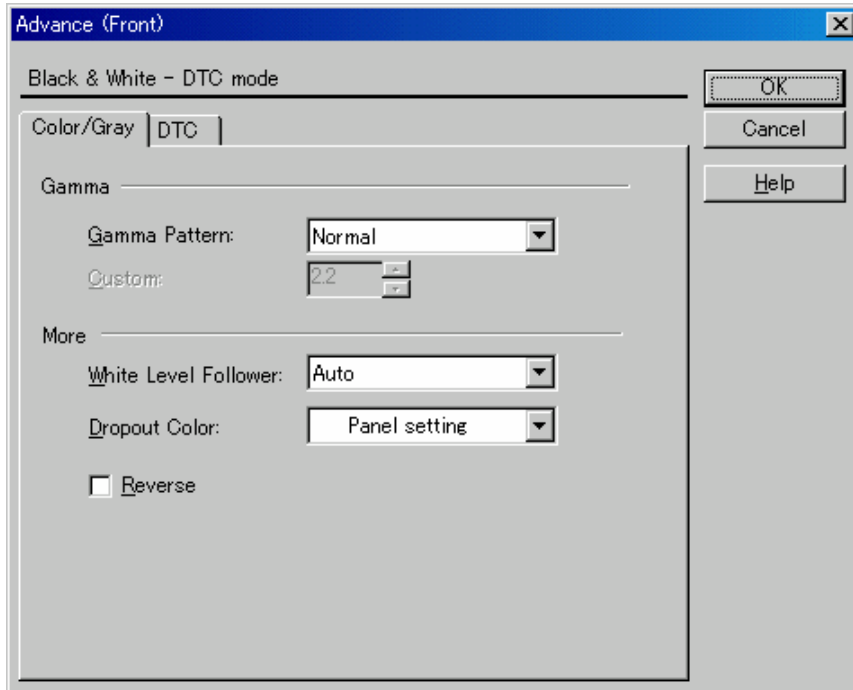 Advance (Front)
Black & White - DTC mode
OK
Cancel
Help
Color/Gray
DTC
Gamma
Gamma Pattern:
Normal
Custom:
2.2
More
White Level Follower:
Auto
Dropout Color:
Panel setting
Reverse